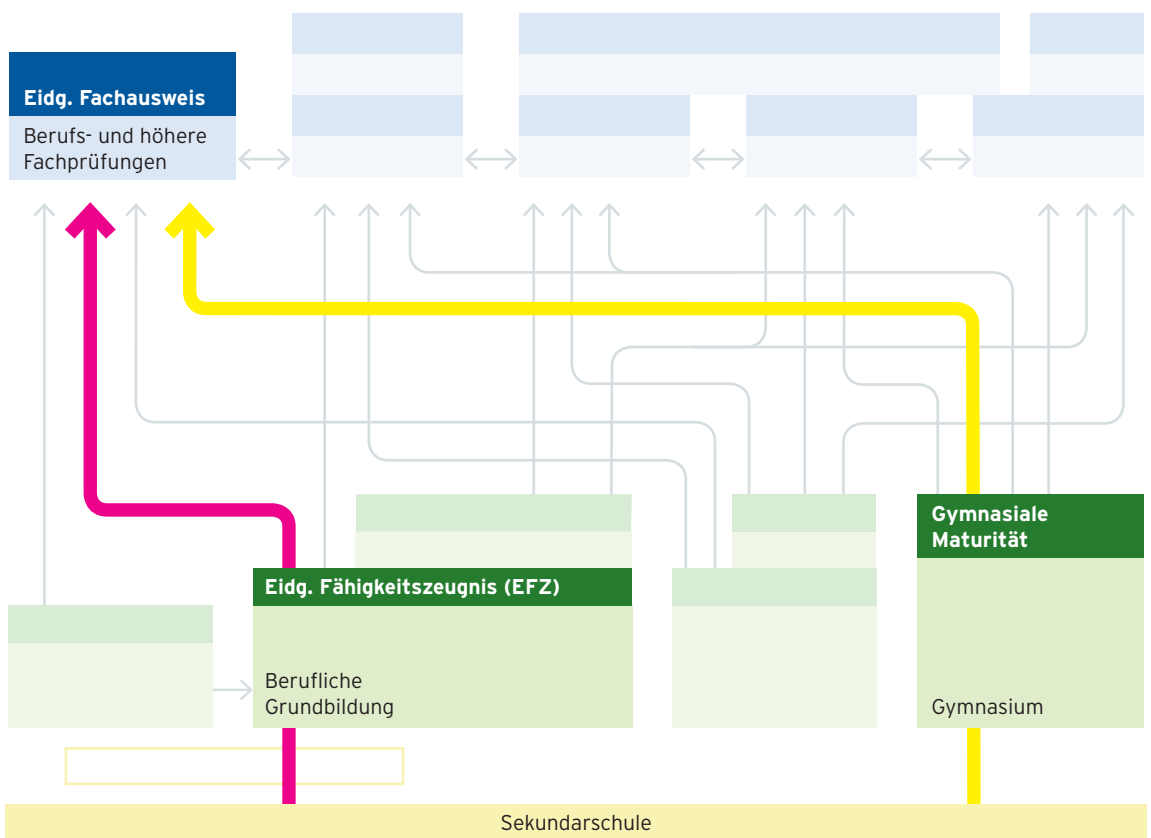 Eidg. Fachausweis
Berufs- und höhere
Fachprüfungen
Gymnasiale
Maturität
Eidg. Fähigkeitszeugnis (EFZ)
Berufliche
Grundbildung
Gymnasium
Sekundarschule